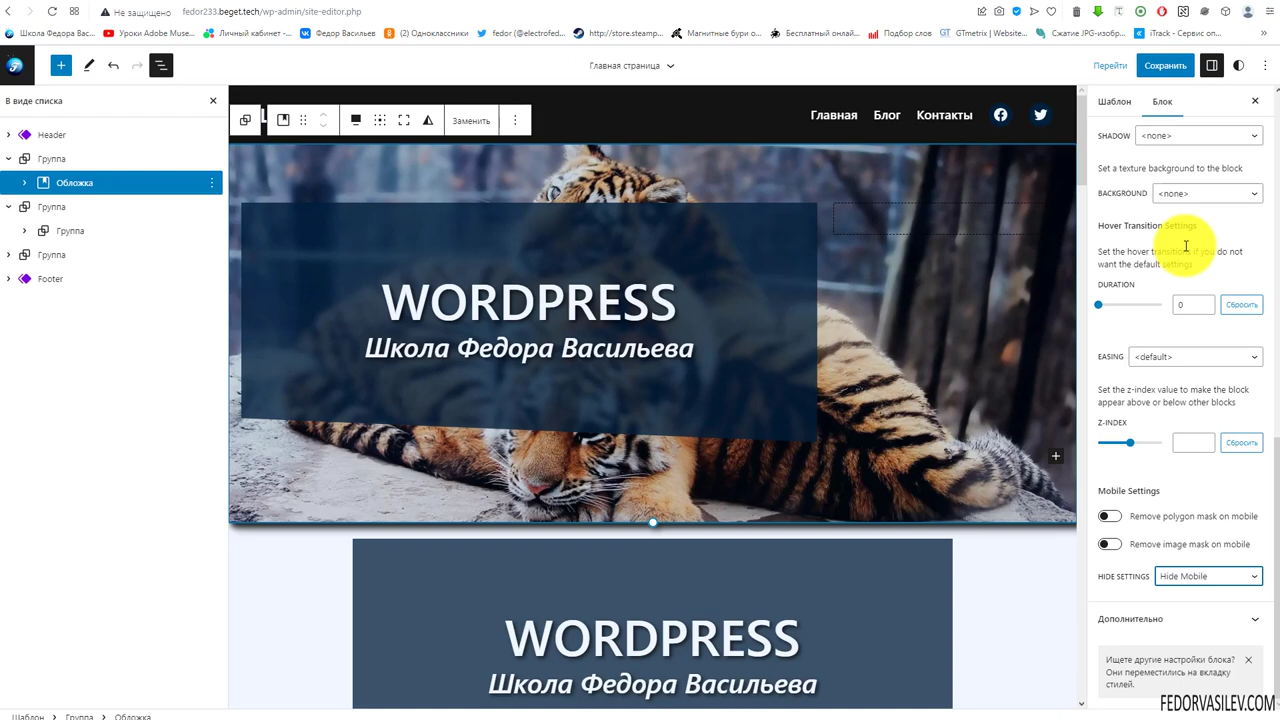 Не защищено fedor233.beget.tech/wp-admin/site-editor.php
Школа Федора Вас... Уроки Adobe Muse... Личный кабинет -... Федор Васильев (2) Одноклассники fedor (@electrofed... http://store.steamp... Магнитные бури о... Бесплатный онлай... Подбор слов GTmetrix | Website... Сжатие JPG-изобр... iTrack - Сервис оп... »
Главная страница
Перейти
Сохранить
В виде списка
Header
Группа
Обложка
Группа
Группа
Группа
Footer
Заменить
Главная Блог Контакты
WORDPRESS
Школа Федора Васильева
WORDPRESS
Школа Федора Васильева
Шаблон Блок
SHADOW <none>
Set a texture background to the block
BACKGROUND <none>
Hover Transition Settings
Set the hover transitions if you do not
want the default settings
DURATION
0 Сбросить
EASING <default>
Set the z-index value to make the block
appear above or below other blocks
Z-INDEX
Сбросить
Mobile Settings
Remove polygon mask on mobile
Remove image mask on mobile
HIDE SETTINGS Hide Mobile
Дополнительно
Ищете другие настройки блока?
Они переместились на вкладку
стилей.
FEDORVASILEV.COM
Шаблон › Группа › Обложка